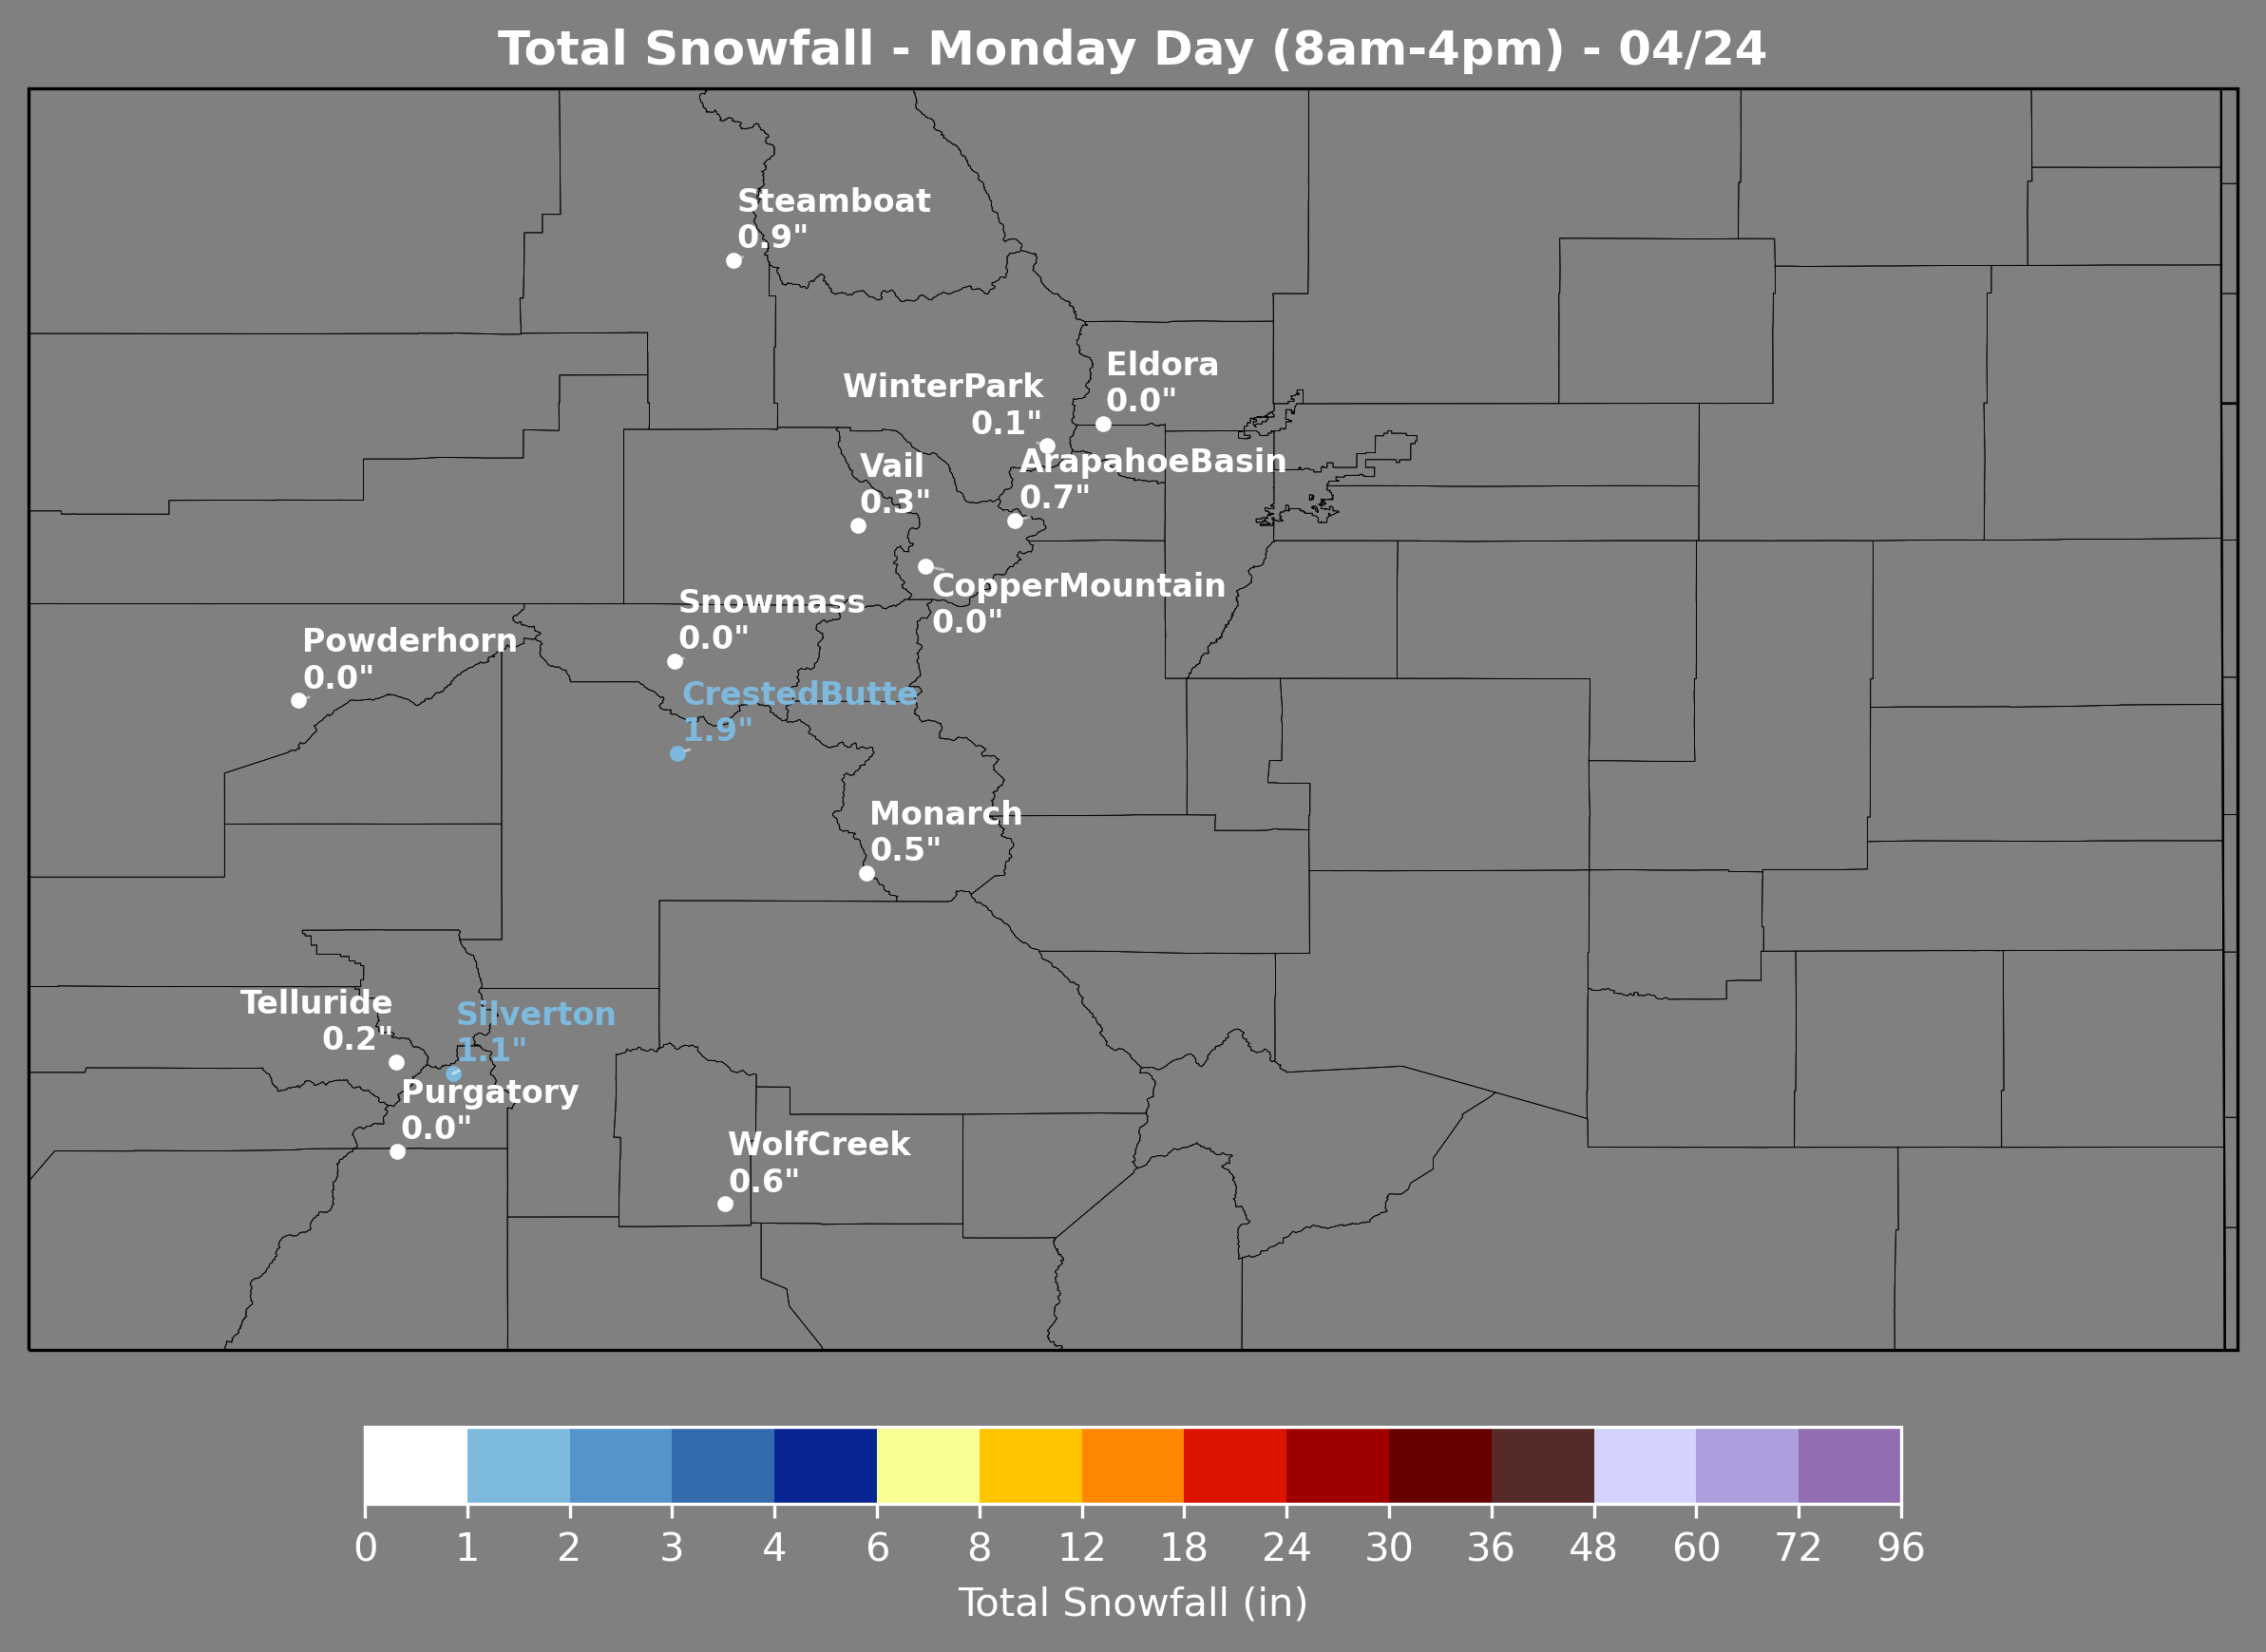 Total Snowfall - Monday Day (8am-4pm) - 04/24
Steamboat
0.9"
Eldora
0.0"
WinterPark
0.1"
ArapahoeBasin
0.7"
Vail
0.3"
CopperMountain
0.0"
Snowmass
0.0"
Powderhorn
0.0"
CrestedButte
1.9"
Monarch
0.5"
Telluride
0.2"
Silverton
1.1"
Purgatory
0.0"
WolfCreek
0.6"
0 1 2 3 4 6 8 12 18 24 30 36 48 60 72 96
Total Snowfall (in)